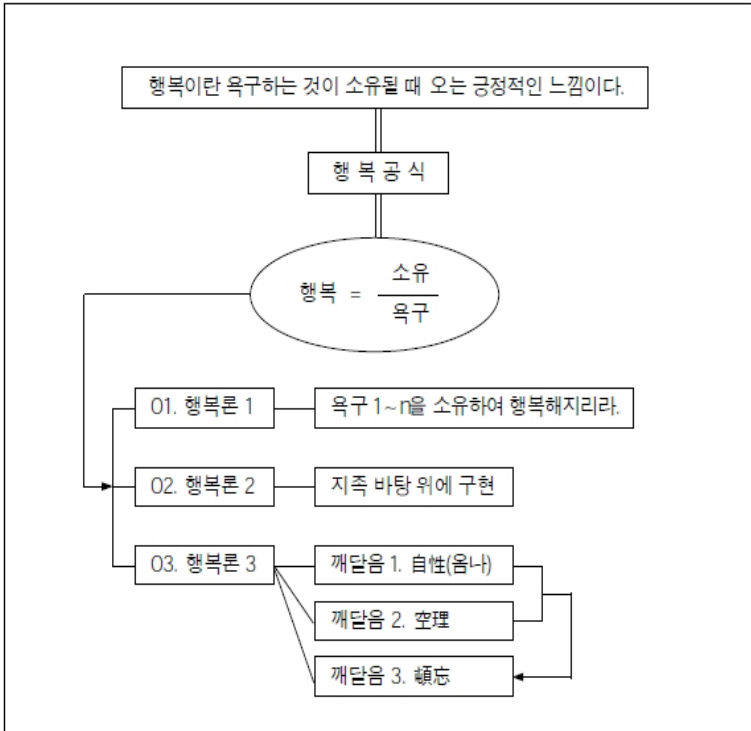 행복이란 욕구하는 것이 소유될 때 오는 긍정적인 느낌이다.
행 복 공 식
행복 = 소유 / 욕구
01. 행복론 1
욕구 1~n을 소유하여 행복해지리라.
02. 행복론 2
지족 바탕 위에 구현
03. 행복론 3
깨달음 1. 自性(옴나)
깨달음 2. 空理
깨달음 3. 頓忘